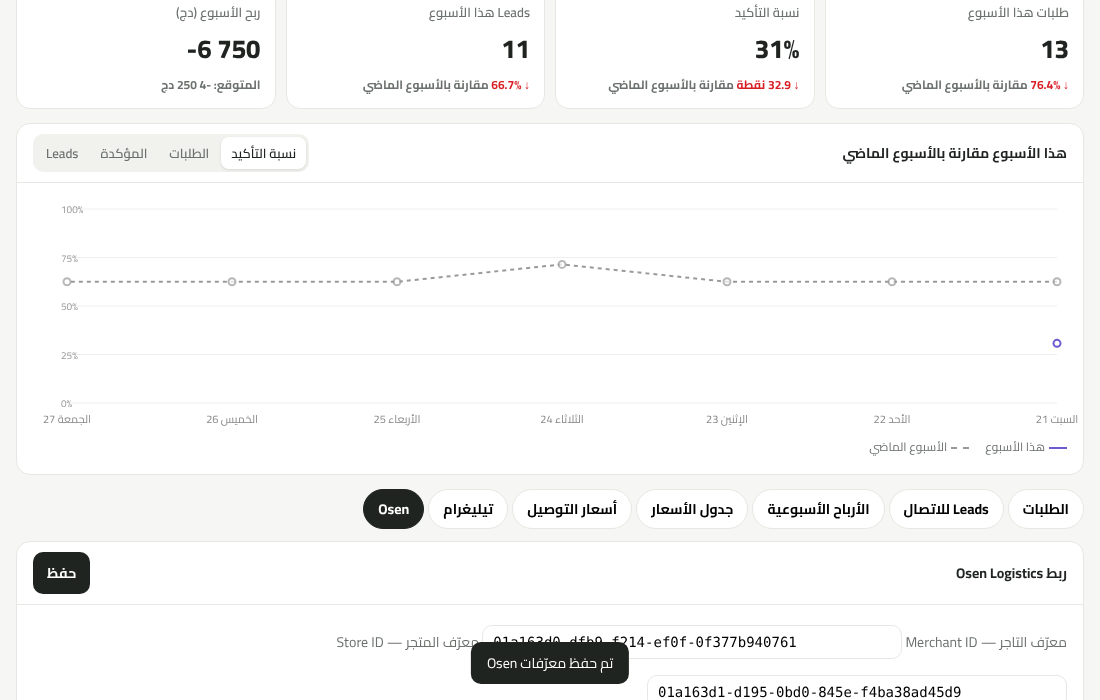 طلبات هذا الأسبوع
13
↓ 76.4% مقارنة بالأسبوع الماضي
نسبة التأكيد
31%
↓ 32.9 نقطة مقارنة بالأسبوع الماضي
Leads هذا الأسبوع
11
↓ 66.7% مقارنة بالأسبوع الماضي
ربح الأسبوع (دج)
-6 750
المتوقع: -4 250 دج
هذا الأسبوع مقارنة بالأسبوع الماضي
نسبة التأكيد
الطلبات
المؤكدة
Leads
100%
75%
50%
25%
0%
السبت 21
الأحد 22
الإثنين 23
الثلاثاء 24
الأربعاء 25
الخميس 26
الجمعة 27
هذا الأسبوع
الأسبوع الماضي
الطلبات
Leads للاتصال
الأرباح الأسبوعية
جدول الأسعار
أسعار التوصيل
تيليغرام
Osen
ربط Osen Logistics
حفظ
معرّف التاجر — Merchant ID
01a163d0-dfb9-f214-ef0f-0f377b940761
معرّف المتجر — Store ID
01a163d1-d195-0bd0-845e-f4ba38ad45d9
تم حفظ معرّفات Osen